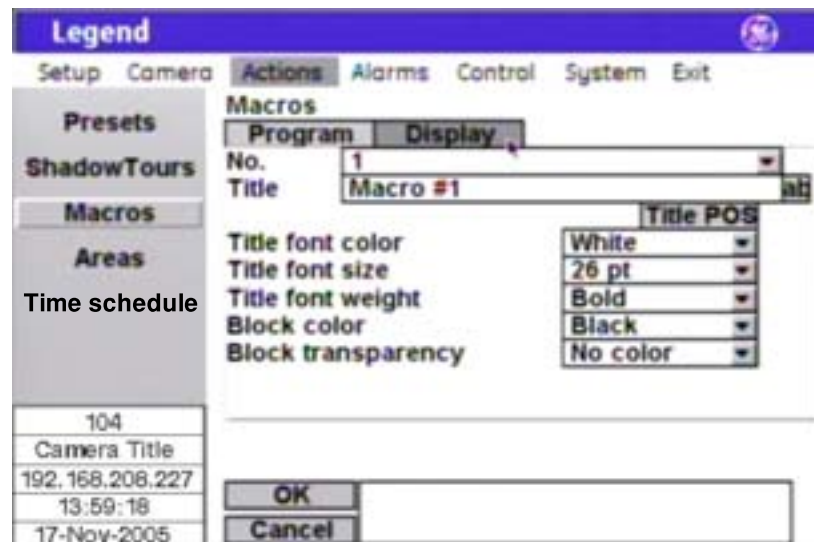 Legend
GE
Setup Camera Actions Alarms Control System Exit
Presets
ShadowTours
Macros
Areas
Time schedule
Macros
Program Display
No. 1
Title Macro #1 ab
Title POS
Title font color White
Title font size 26 pt
Title font weight Bold
Block color Black
Block transparency No color
104
Camera Title
192.168.208.227
13:59:18
17-Nov-2005
OK
Cancel